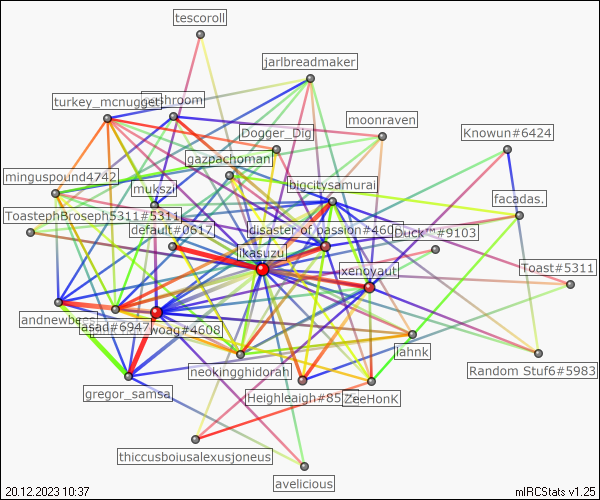 tescoroll
jarlbreadmaker
turkey_mcnugget
shroom
moonraven
Dogger_Dig
Knowun#6424
gazpachoman
minguspound4742
mukszi
bigcitysamurai
facadas.
ToastephBroseph5311#5311
default#0617
disaster of passion#460
Duck™#9103
ikasuzu
xenoyaut
Toast#5311
andnewbees
asad#6947
woag#4608
lahnk
neokingghidorah
Random Stuf6#5983
gregor_samsa
Heighleaigh#85
ZeeHonK
thiccusboiusalexusjoneus
avelicious
20.12.2023 10:37
mIRCStats v1.25